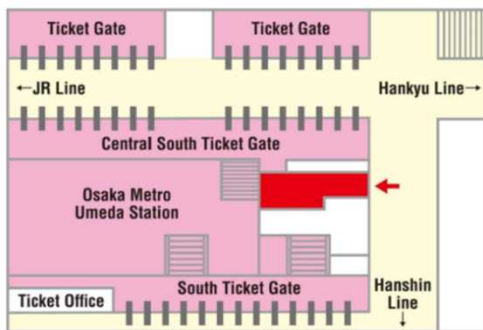 Ticket Gate
Ticket Gate
←JR Line
Hankyu Line→
Central South Ticket Gate
Osaka Metro
Umeda Station
South Ticket Gate
Ticket Office
Hanshin
Line
↓